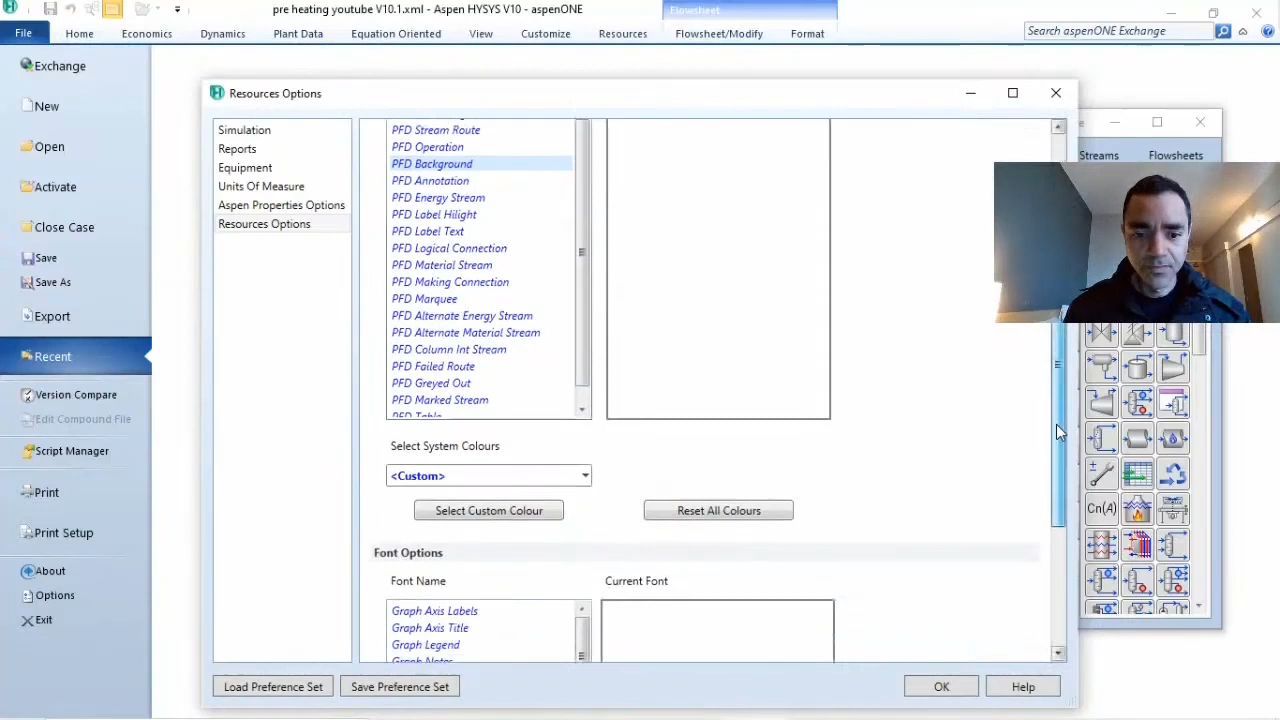 pre heating youtube V10.1.xml - Aspen HYSYS V10 - aspenONE
Flowsheet
File Home Economics Dynamics Plant Data Equation Oriented View Customize Resources Flowsheet/Modify Format
Search aspenONE Exchange
Exchange
New
Open
Activate
Close Case
Save
Save As
Export
Recent
Version Compare
Edit Compound File
Script Manager
Print
Print Setup
About
Options
Exit
Resources Options
Simulation
Reports
Equipment
Units Of Measure
Aspen Properties Options
Resources Options
PFD Stream Route
PFD Operation
PFD Background
PFD Annotation
PFD Energy Stream
PFD Label Hilight
PFD Label Text
PFD Logical Connection
PFD Material Stream
PFD Making Connection
PFD Marquee
PFD Alternate Energy Stream
PFD Alternate Material Stream
PFD Column Int Stream
PFD Failed Route
PFD Greyed Out
PFD Marked Stream
PFD Table
Select System Colours
<Custom>
Select Custom Colour Reset All Colours
Font Options
Font Name Current Font
Graph Axis Labels
Graph Axis Title
Graph Legend
Graph Notes
Load Preference Set Save Preference Set OK Help
Streams Flowsheets
Cn(A)